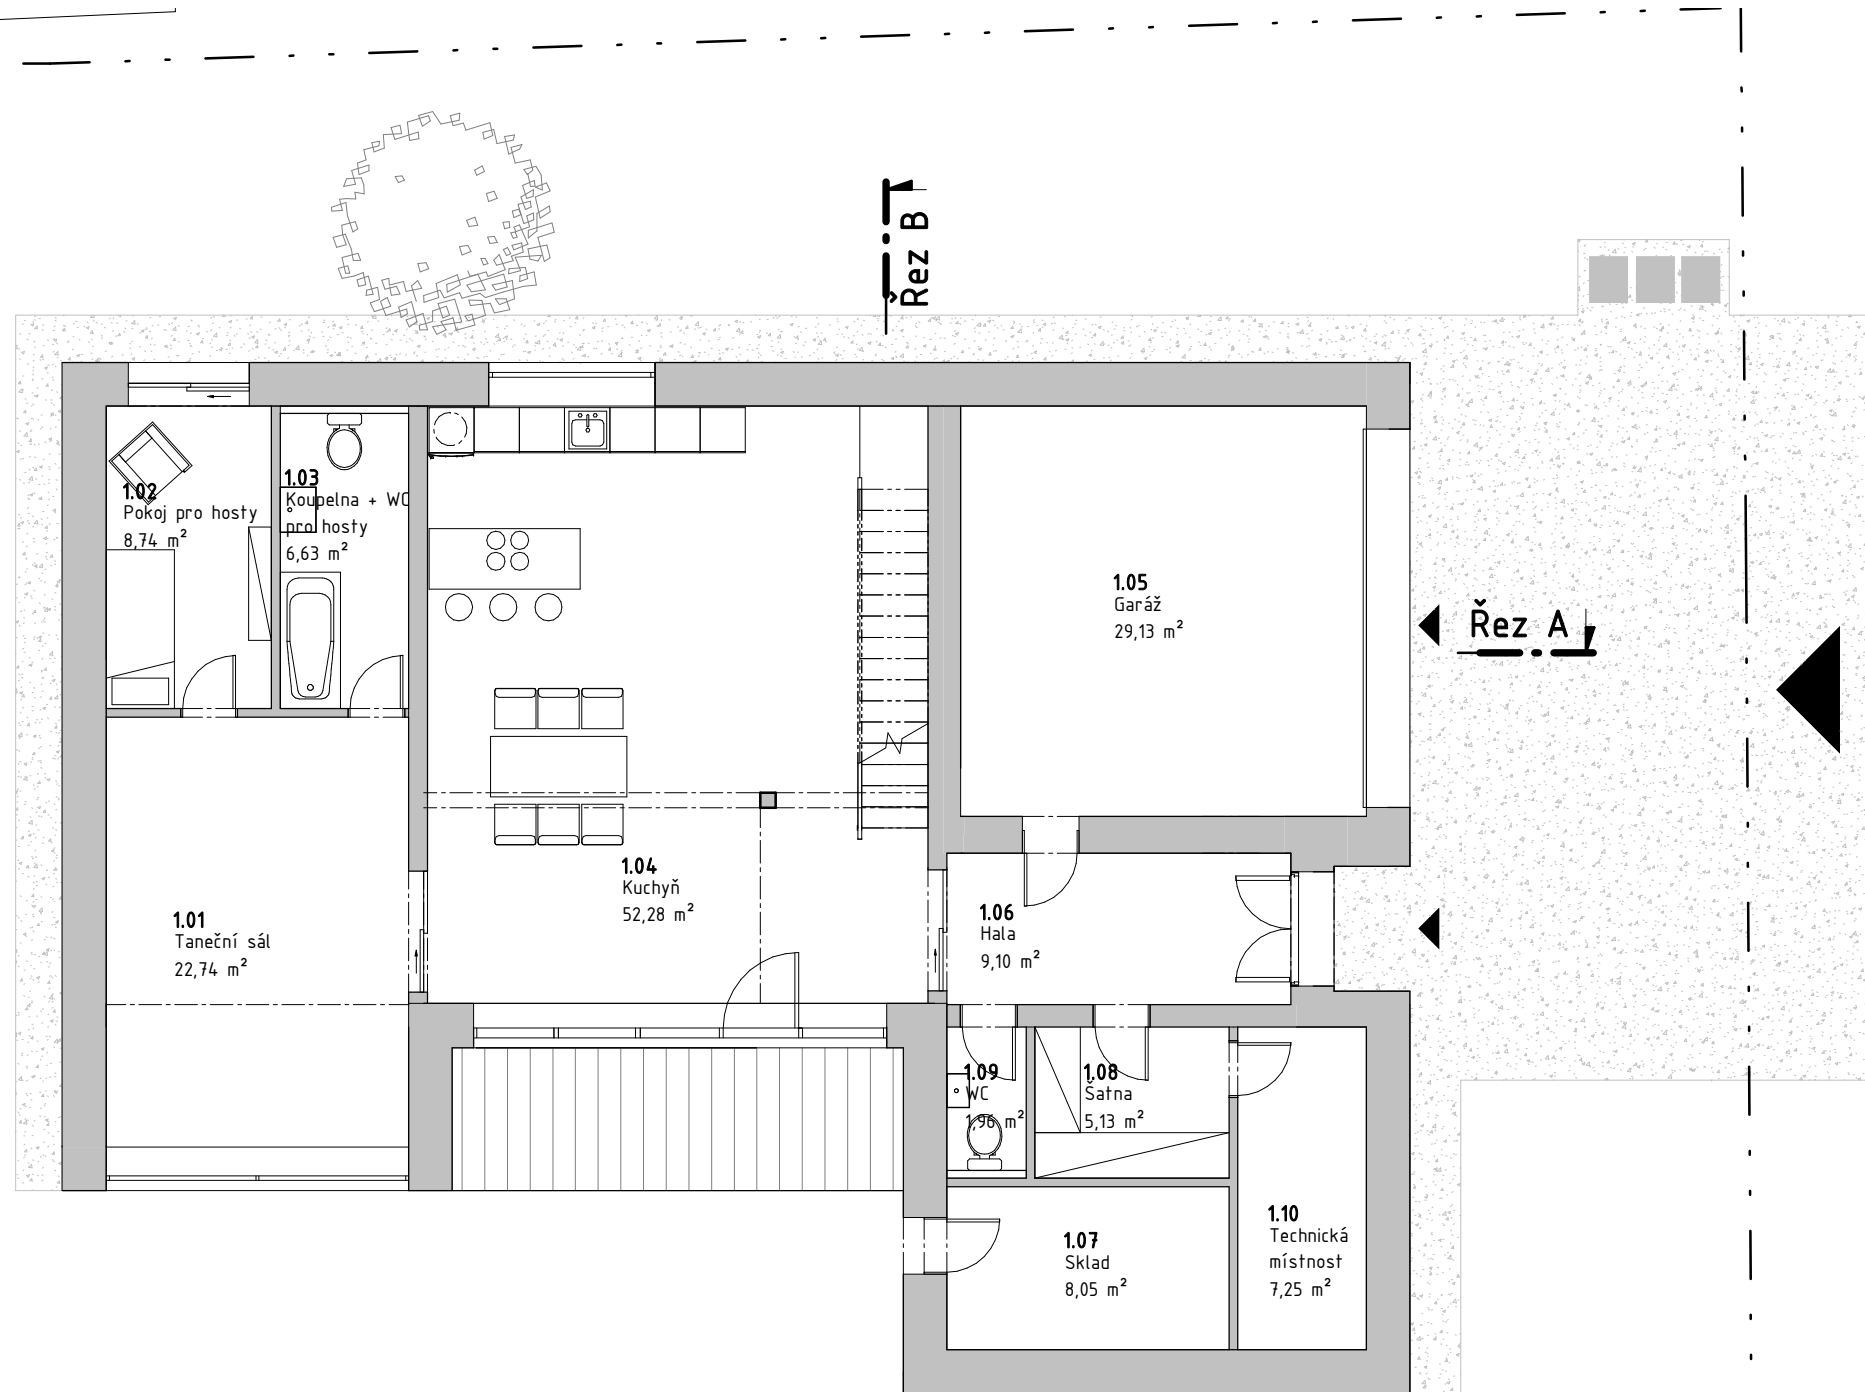 Řez B
1.02
Pokoj pro hosty
8,74 m²
1.03
Koupelna + WC
pro hosty
6,63 m²
1.05
Garáž
29,13 m²
Řez A
1.04
Kuchyň
52,28 m²
1.01
Taneční sál
22,74 m²
1.06
Hala
9,10 m²
1.09
WC
1,96 m²
1.08
Šatna
5,13 m²
1.07
Sklad
8,05 m²
1.10
Technická
místnost
7,25 m²